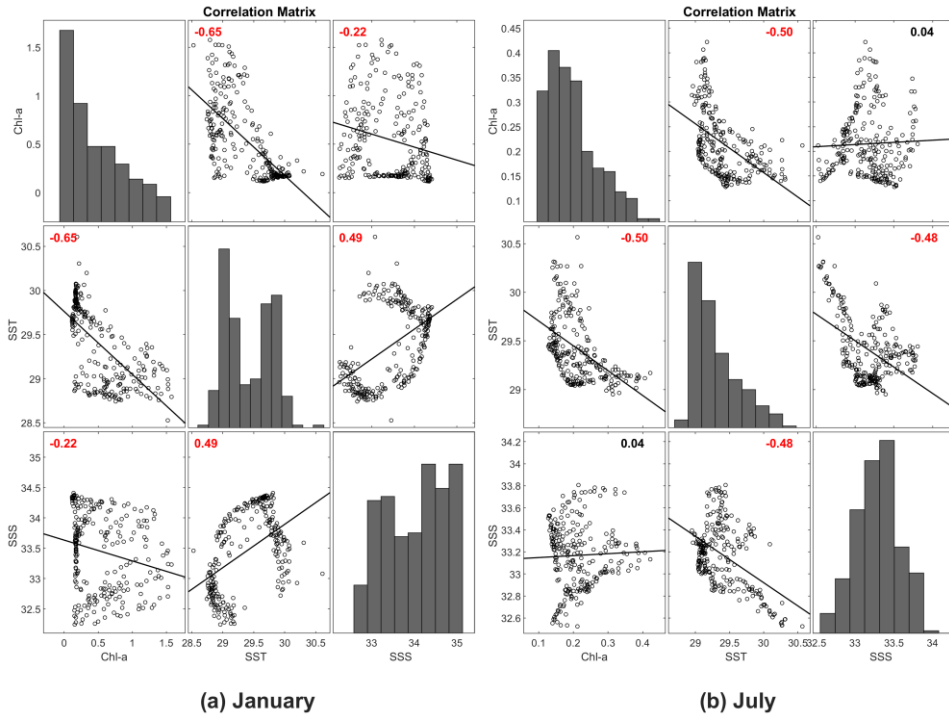 Correlation Matrix
-0.65
-0.22
Chl-a
1.5
1
0.5
0
-0.65
0.49
SST
30.5
30
29.5
29
28.5
-0.22
0.49
SSS
35
34.5
34
33.5
33
32.5
0 0.5 1 1.5
Chl-a
28.5 29 29.5 30 30.5
SST
33 34 35
SSS
(a) January
Correlation Matrix
-0.50
0.04
Chl-a
0.45
0.4
0.35
0.3
0.25
0.2
0.15
0.1
-0.50
-0.48
SST
30.5
30
29.5
29
0.04
-0.48
SSS
34.2
34
33.8
33.6
33.4
33.2
33
32.8
32.6
0.1 0.2 0.3 0.4
Chl-a
29 29.5 30 30.5
SST
33 33.5 34
SSS
(b) July